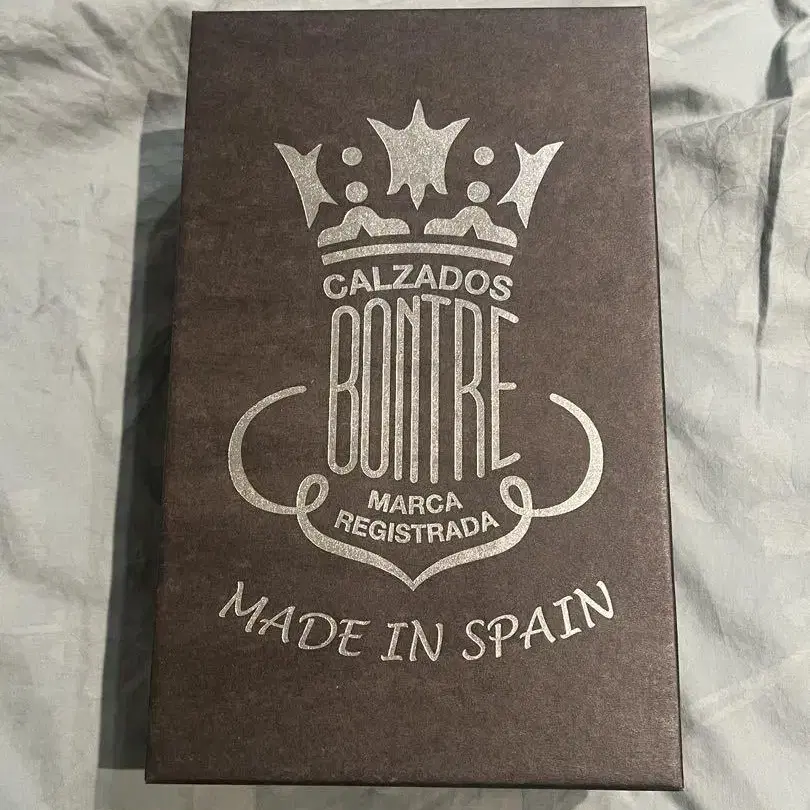 CALZADOS
BONTRE
MARCA
REGISTRADA
MADE IN SPAIN